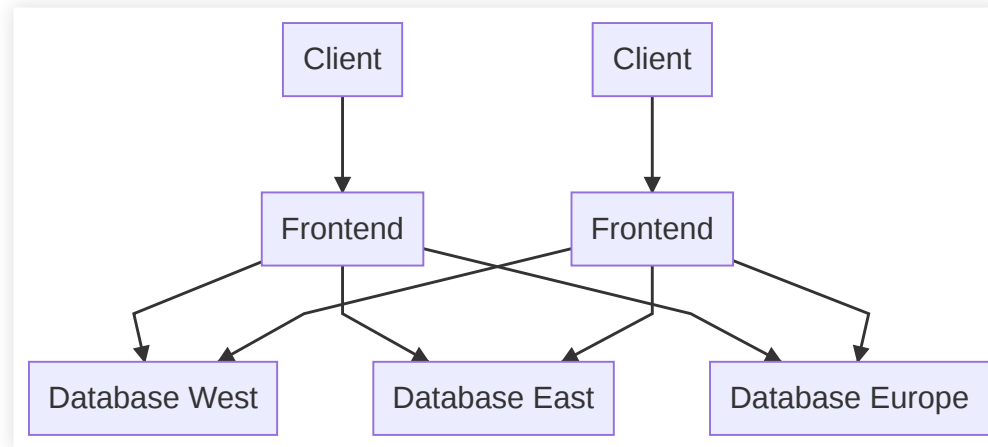 Client
Client
Frontend
Frontend
Database West
Database East
Database Europe